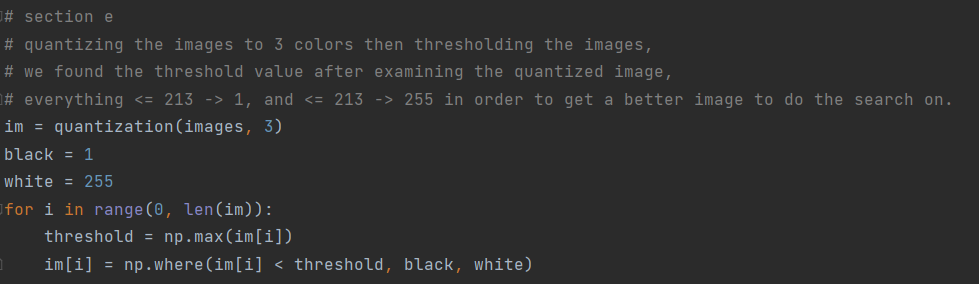 # section e
# quantizing the images to 3 colors then thresholding the images,
# we found the threshold value after examining the quantized image,
# everything <= 213 -> 1, and <= 213 -> 255 in order to get a better image to do the search on.
im = quantization(images, 3)
black = 1
white = 255
for i in range(0, len(im)):
    threshold = np.max(im[i])
    im[i] = np.where(im[i] < threshold, black, white)